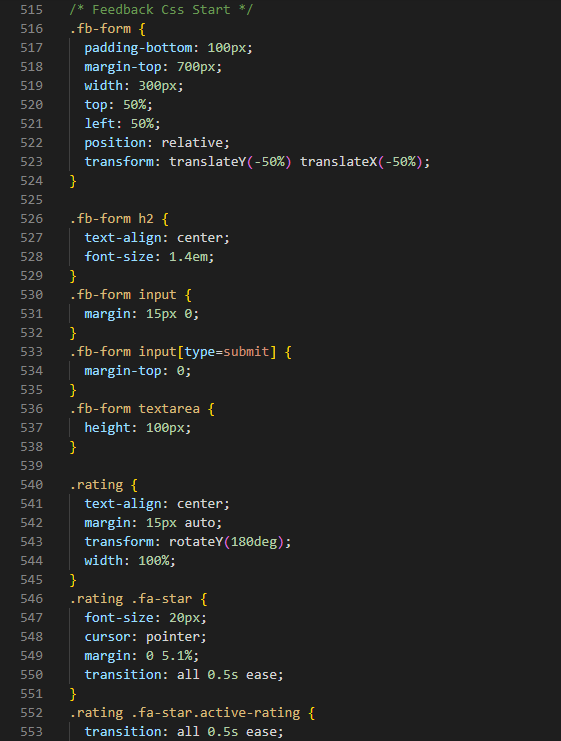 515 /* Feedback Css Start */
516 .fb-form {
517 padding-bottom: 100px;
518 margin-top: 700px;
519 width: 300px;
520 top: 50%;
521 left: 50%;
522 position: relative;
523 transform: translateY(-50%) translateX(-50%);
524 }
525
526 .fb-form h2 {
527 text-align: center;
528 font-size: 1.4em;
529 }
530 .fb-form input {
531 margin: 15px 0;
532 }
533 .fb-form input[type=submit] {
534 margin-top: 0;
535 }
536 .fb-form textarea {
537 height: 100px;
538 }
539
540 .rating {
541 text-align: center;
542 margin: 15px auto;
543 transform: rotateY(180deg);
544 width: 100%;
545 }
546 .rating .fa-star {
547 font-size: 20px;
548 cursor: pointer;
549 margin: 0 5.1%;
550 transition: all 0.5s ease;
551 }
552 .rating .fa-star.active-rating {
553 transition: all 0.5s ease;